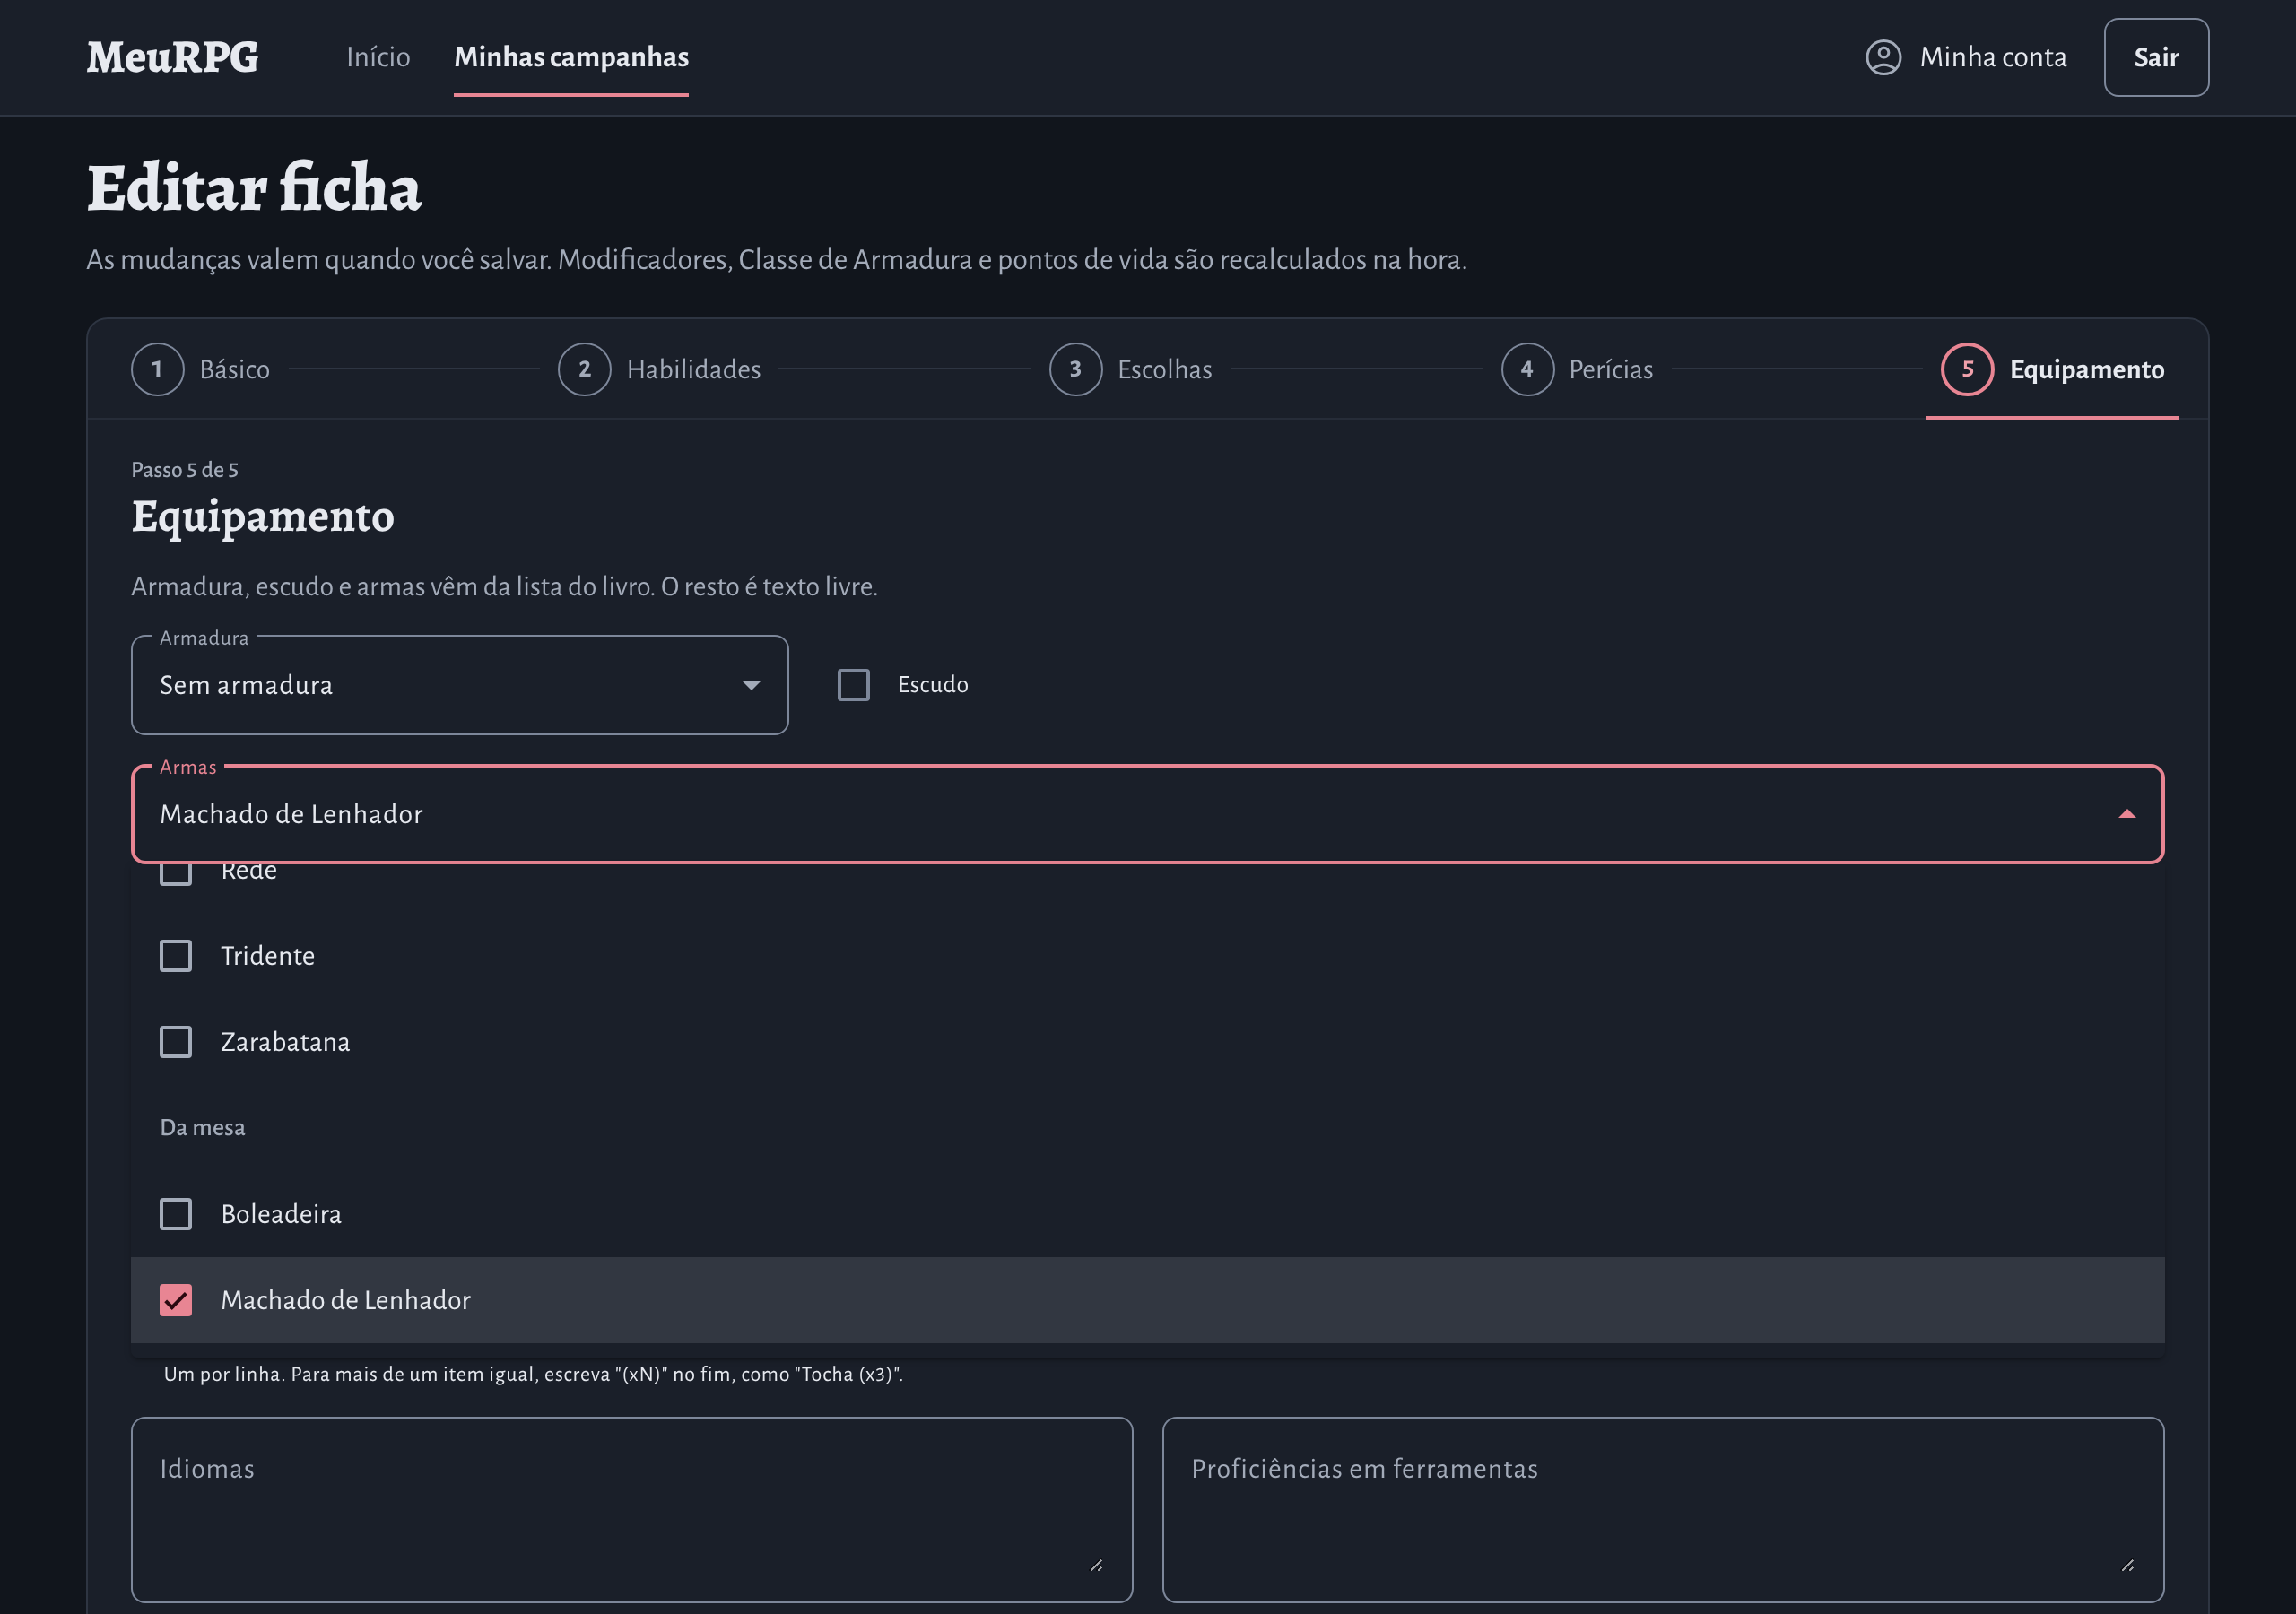 MeuRPG
Início
Minhas campanhas
Minha conta
Sair
Editar ficha
As mudanças valem quando você salvar. Modificadores, Classe de Armadura e pontos de vida são recalculados na hora.
1 Básico
2 Habilidades
3 Escolhas
4 Perícias
5 Equipamento
Passo 5 de 5
Equipamento
Armadura, escudo e armas vêm da lista do livro. O resto é texto livre.
Armadura
Sem armadura
Escudo
Armas
Machado de Lenhador
Rede
Tridente
Zarabatana
Da mesa
Boleadeira
Machado de Lenhador
Um por linha. Para mais de um item igual, escreva "(xN)" no fim, como "Tocha (x3)".
Idiomas
Proficiências em ferramentas